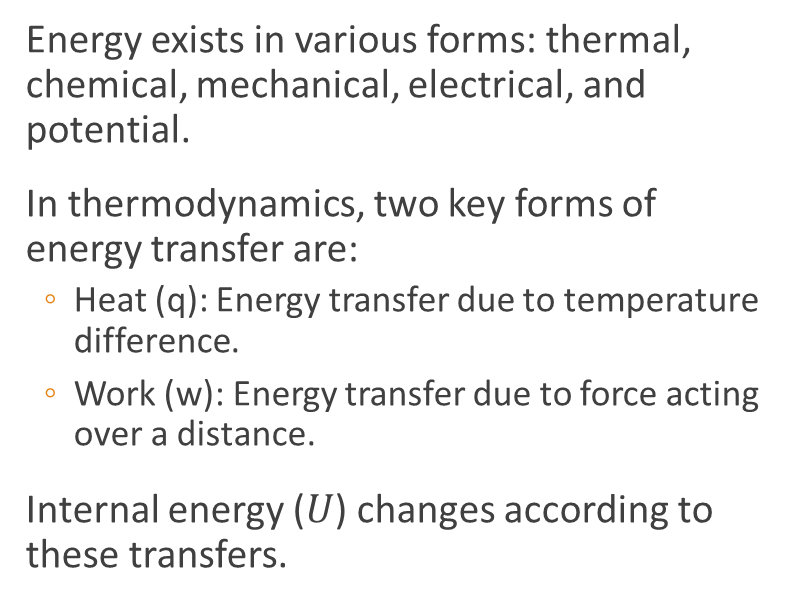 Energy exists in various forms: thermal,
chemical, mechanical, electrical, and
potential.
In thermodynamics, two key forms of
energy transfer are:
◦ Heat (q): Energy transfer due to temperature
difference.
◦ Work (w): Energy transfer due to force acting
over a distance.
Internal energy (𝑈) changes according to
these transfers.